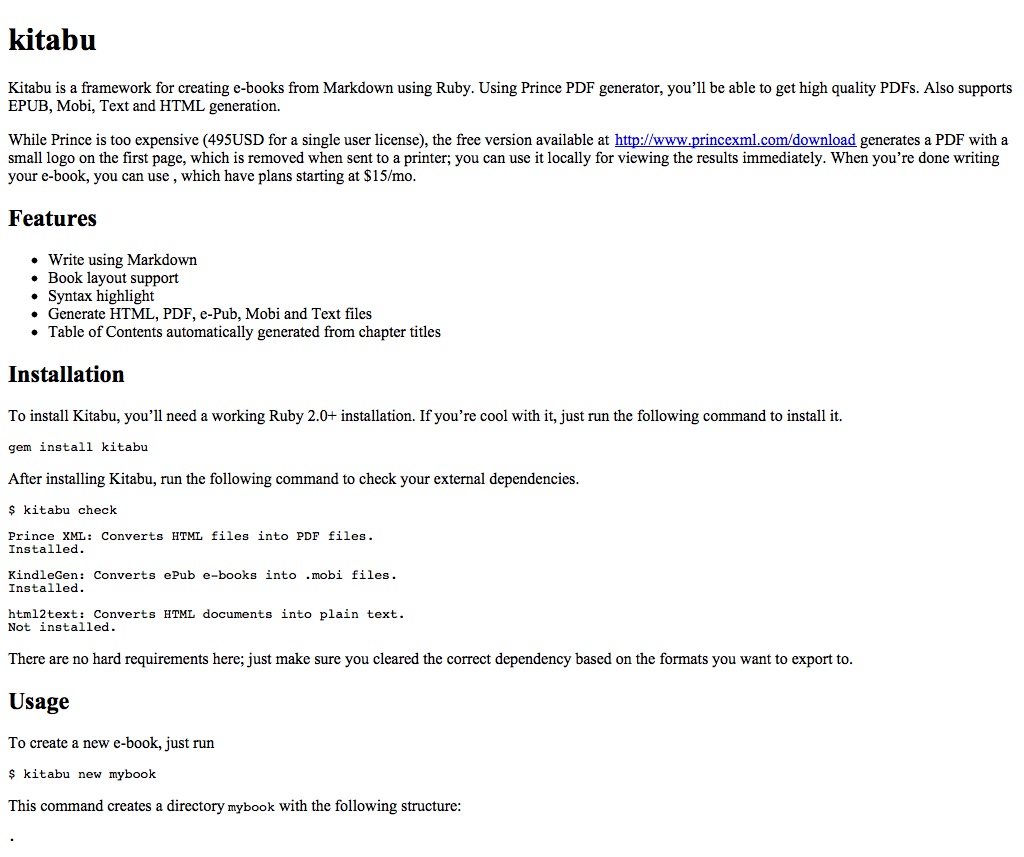 kitabu
Kitabu is a framework for creating e-books from Markdown using Ruby. Using Prince PDF generator, you’ll be able to get high quality PDFs. Also supports
EPUB, Mobi, Text and HTML generation.
While Prince is too expensive (495USD for a single user license), the free version available at http://www.princexml.com/download generates a PDF with a
small logo on the first page, which is removed when sent to a printer; you can use it locally for viewing the results immediately. When you’re done writing
your e-book, you can use , which have plans starting at $15/mo.
Features
• Write using Markdown
• Book layout support
• Syntax highlight
• Generate HTML, PDF, e-Pub, Mobi and Text files
• Table of Contents automatically generated from chapter titles
Installation
To install Kitabu, you’ll need a working Ruby 2.0+ installation. If you’re cool with it, just run the following command to install it.
gem install kitabu
After installing Kitabu, run the following command to check your external dependencies.
$ kitabu check
Prince XML: Converts HTML files into PDF files.
Installed.
KindleGen: Converts ePub e-books into .mobi files.
Installed.
html2text: Converts HTML documents into plain text.
Not installed.
There are no hard requirements here; just make sure you cleared the correct dependency based on the formats you want to export to.
Usage
To create a new e-book, just run
$ kitabu new mybook
This command creates a directory mybook with the following structure:
.